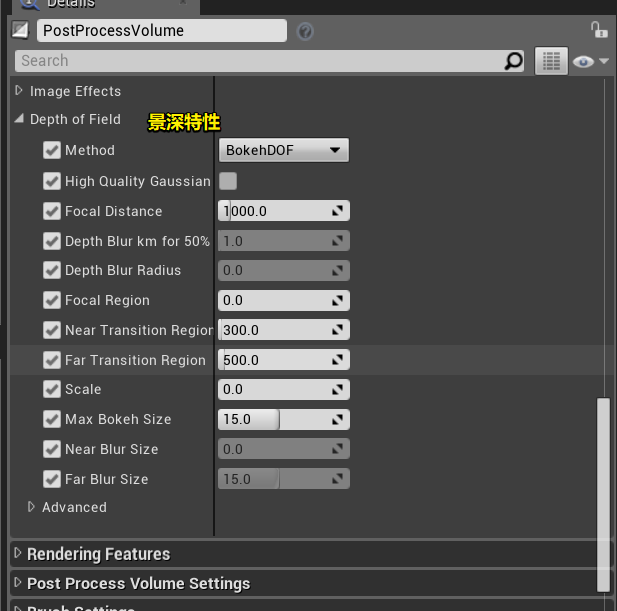 Details
PostProcessVolume
Search
Image Effects
Depth of Field 景深特性
Method BokehDOF
High Quality Gaussian
Focal Distance 1000.0
Depth Blur km for 50% 1.0
Depth Blur Radius 0.0
Focal Region 0.0
Near Transition Region 300.0
Far Transition Region 500.0
Scale 0.0
Max Bokeh Size 15.0
Near Blur Size 0.0
Far Blur Size 15.0
Advanced
Rendering Features
Post Process Volume Settings
Brush Settings